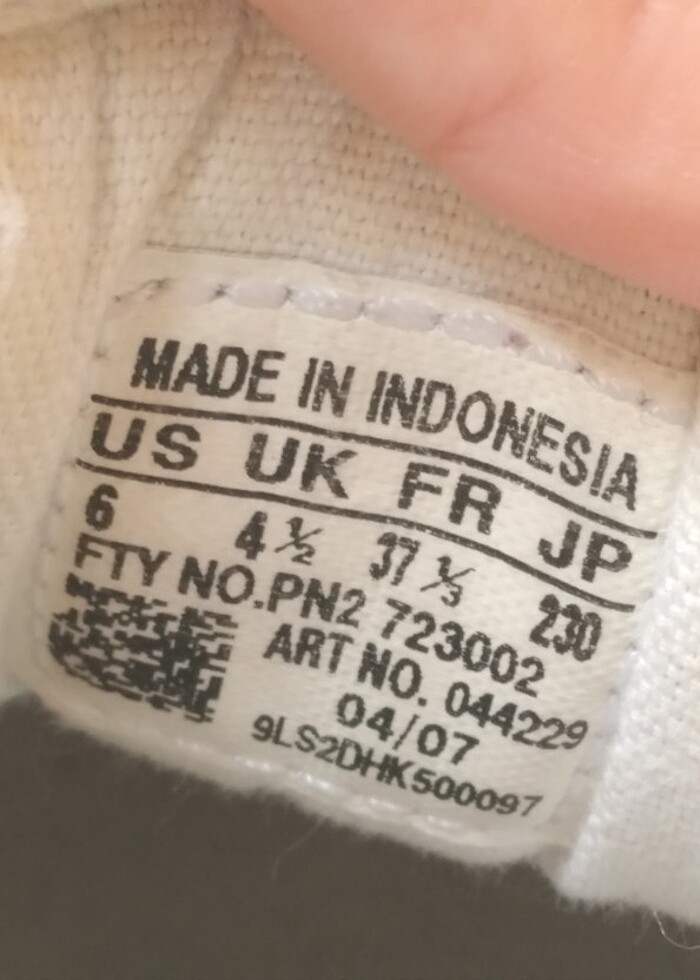 MADE IN INDONESIA
US UK FR JP
6 4 ½ 37 ⅓ 230
FTY NO.PN2 723002
ART NO. 044229
04/07
9LS2DHK500097